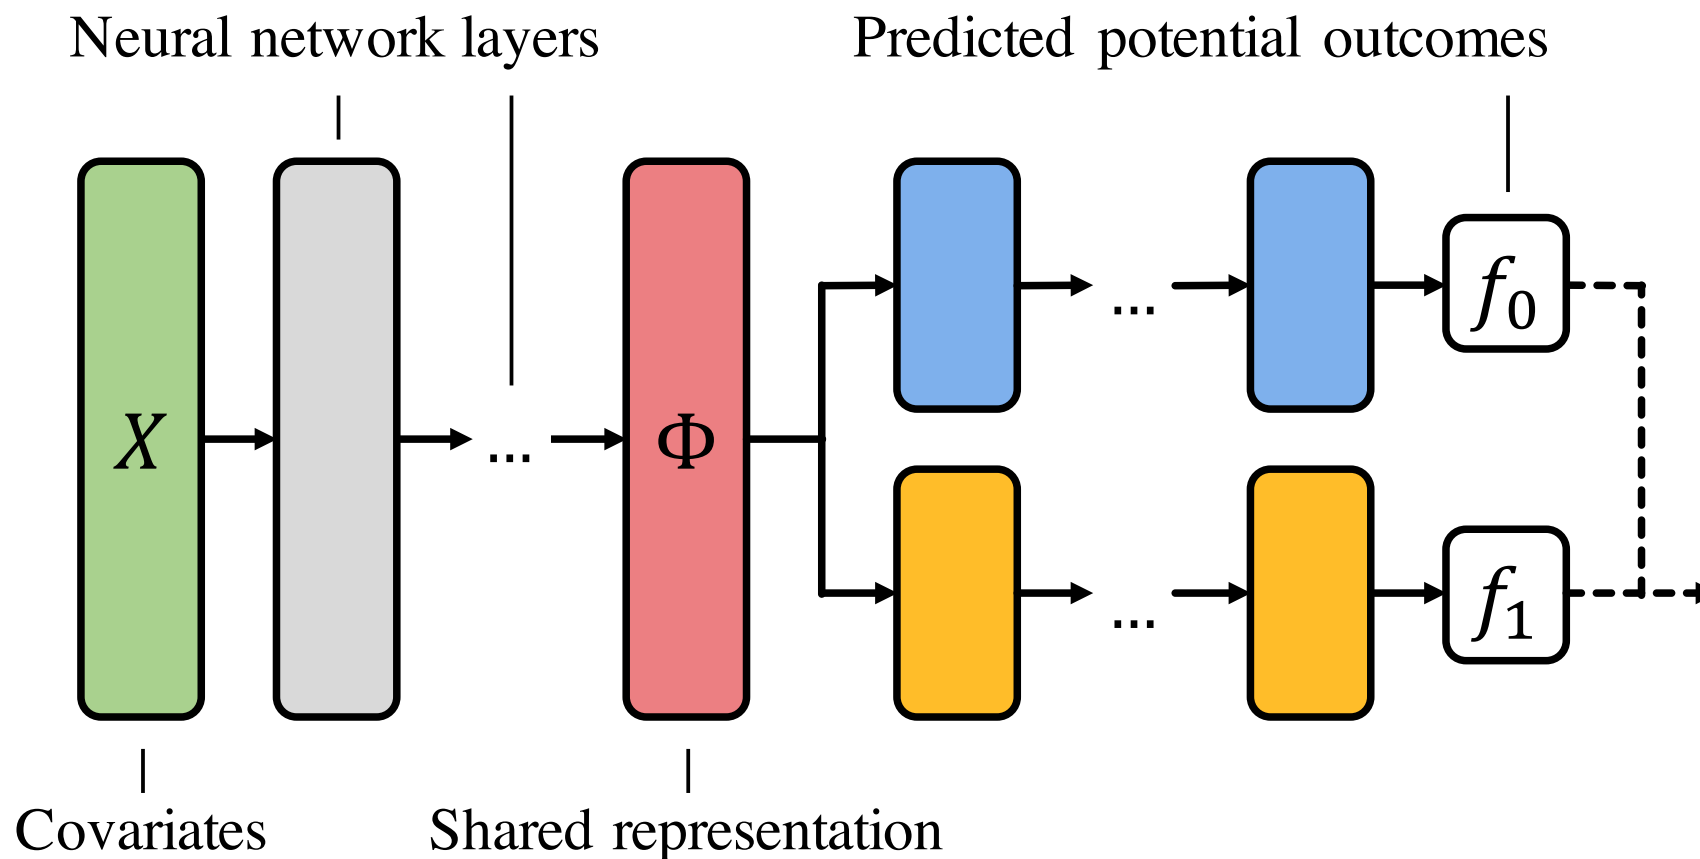 Neural network layers
Predicted potential outcomes
X
...
Φ
...
f0
...
f1
Covariates
Shared representation